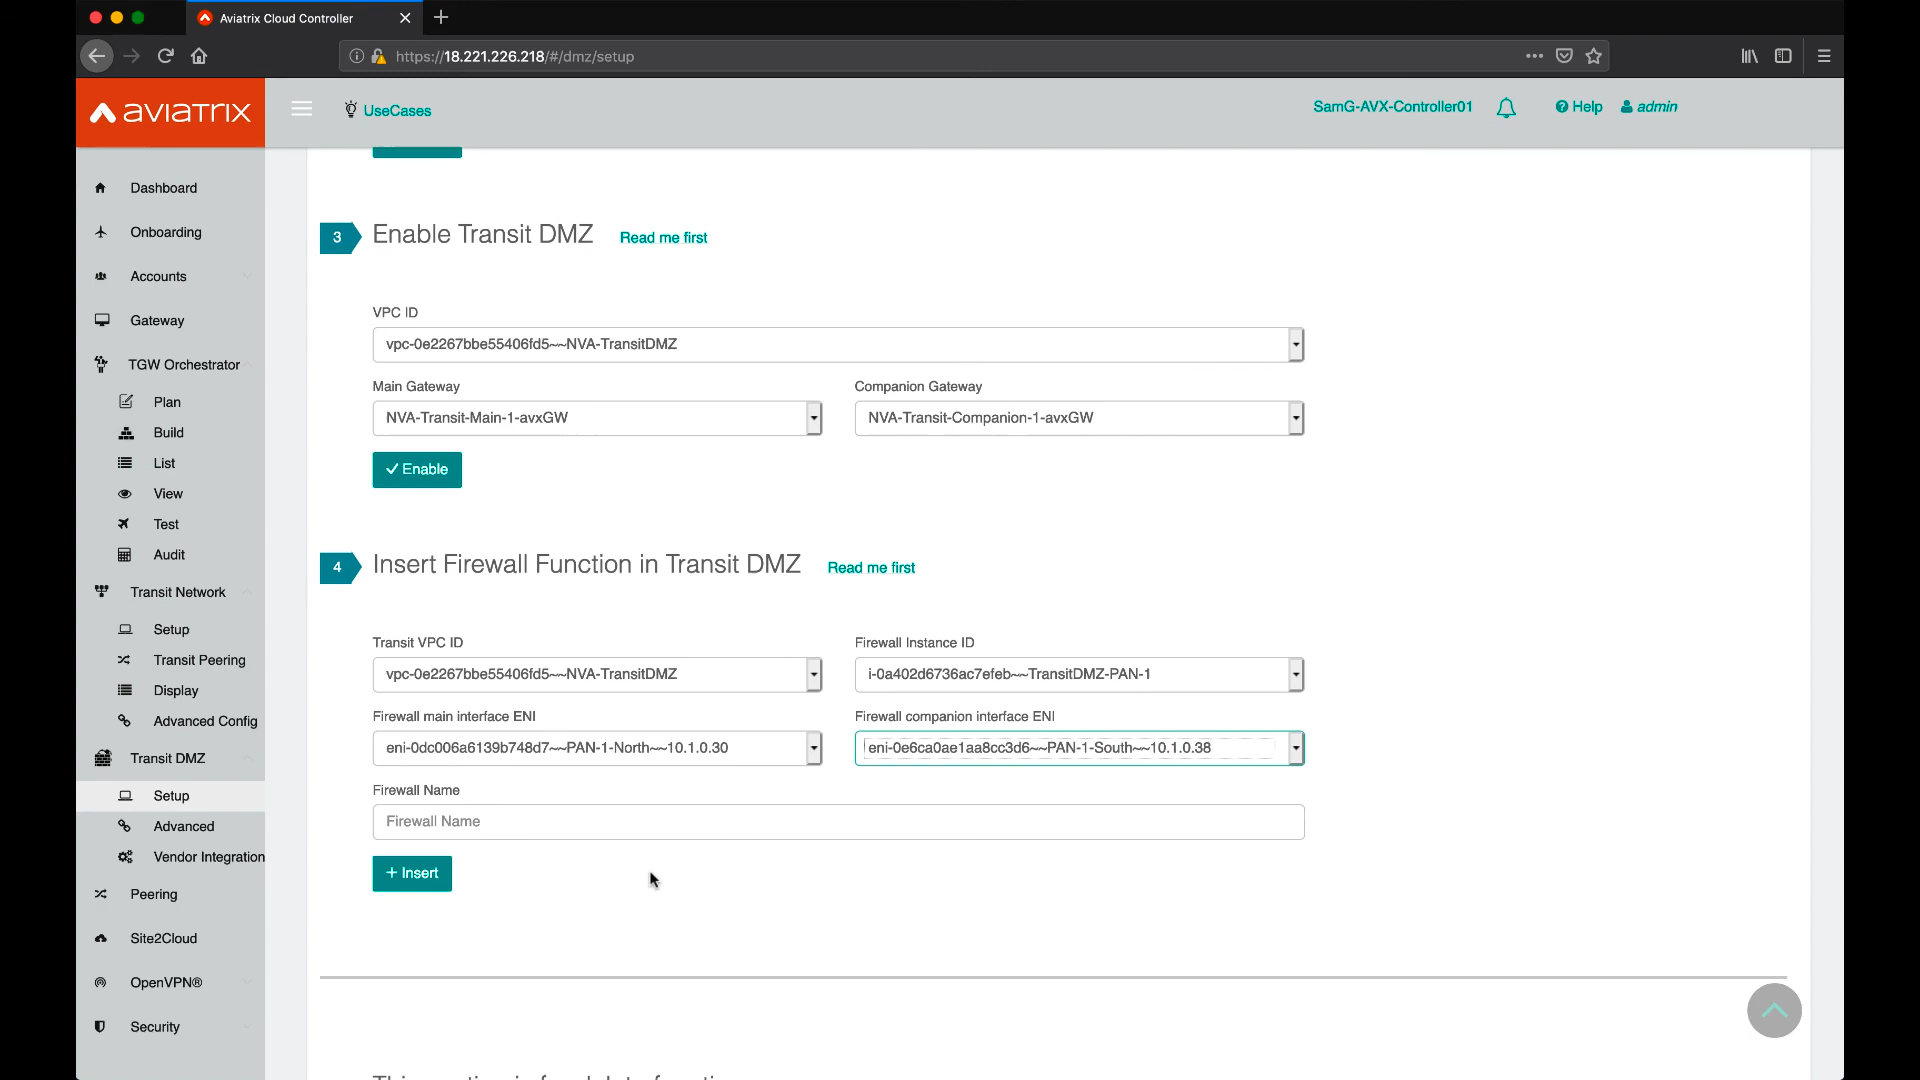 Aviatrix Cloud Controller
https://18.221.226.218/#/dmz/setup
aviatrix
UseCases
SamG-AVX-Controller01
Help
admin
Dashboard
Onboarding
Accounts
Gateway
TGW Orchestrator
Plan
Build
List
View
Test
Audit
Transit Network
Setup
Transit Peering
Display
Advanced Config
Transit DMZ
Setup
Advanced
Vendor Integration
Peering
Site2Cloud
OpenVPN®
Security
3 Enable Transit DMZ Read me first
VPC ID
vpc-0e2267bbe55406fd5~~NVA-TransitDMZ
Main Gateway Companion Gateway
NVA-Transit-Main-1-avxGW NVA-Transit-Companion-1-avxGW
Enable
4 Insert Firewall Function in Transit DMZ Read me first
Transit VPC ID Firewall Instance ID
vpc-0e2267bbe55406fd5~~NVA-TransitDMZ i-0a402d6736ac7efeb~~TransitDMZ-PAN-1
Firewall main interface ENI Firewall companion interface ENI
eni-0dc006a6139b748d7~~PAN-1-North~~10.1.0.30 eni-0e6ca0ae1aa8cc3d6~~PAN-1-South~~10.1.0.38
Firewall Name
Firewall Name
+ Insert